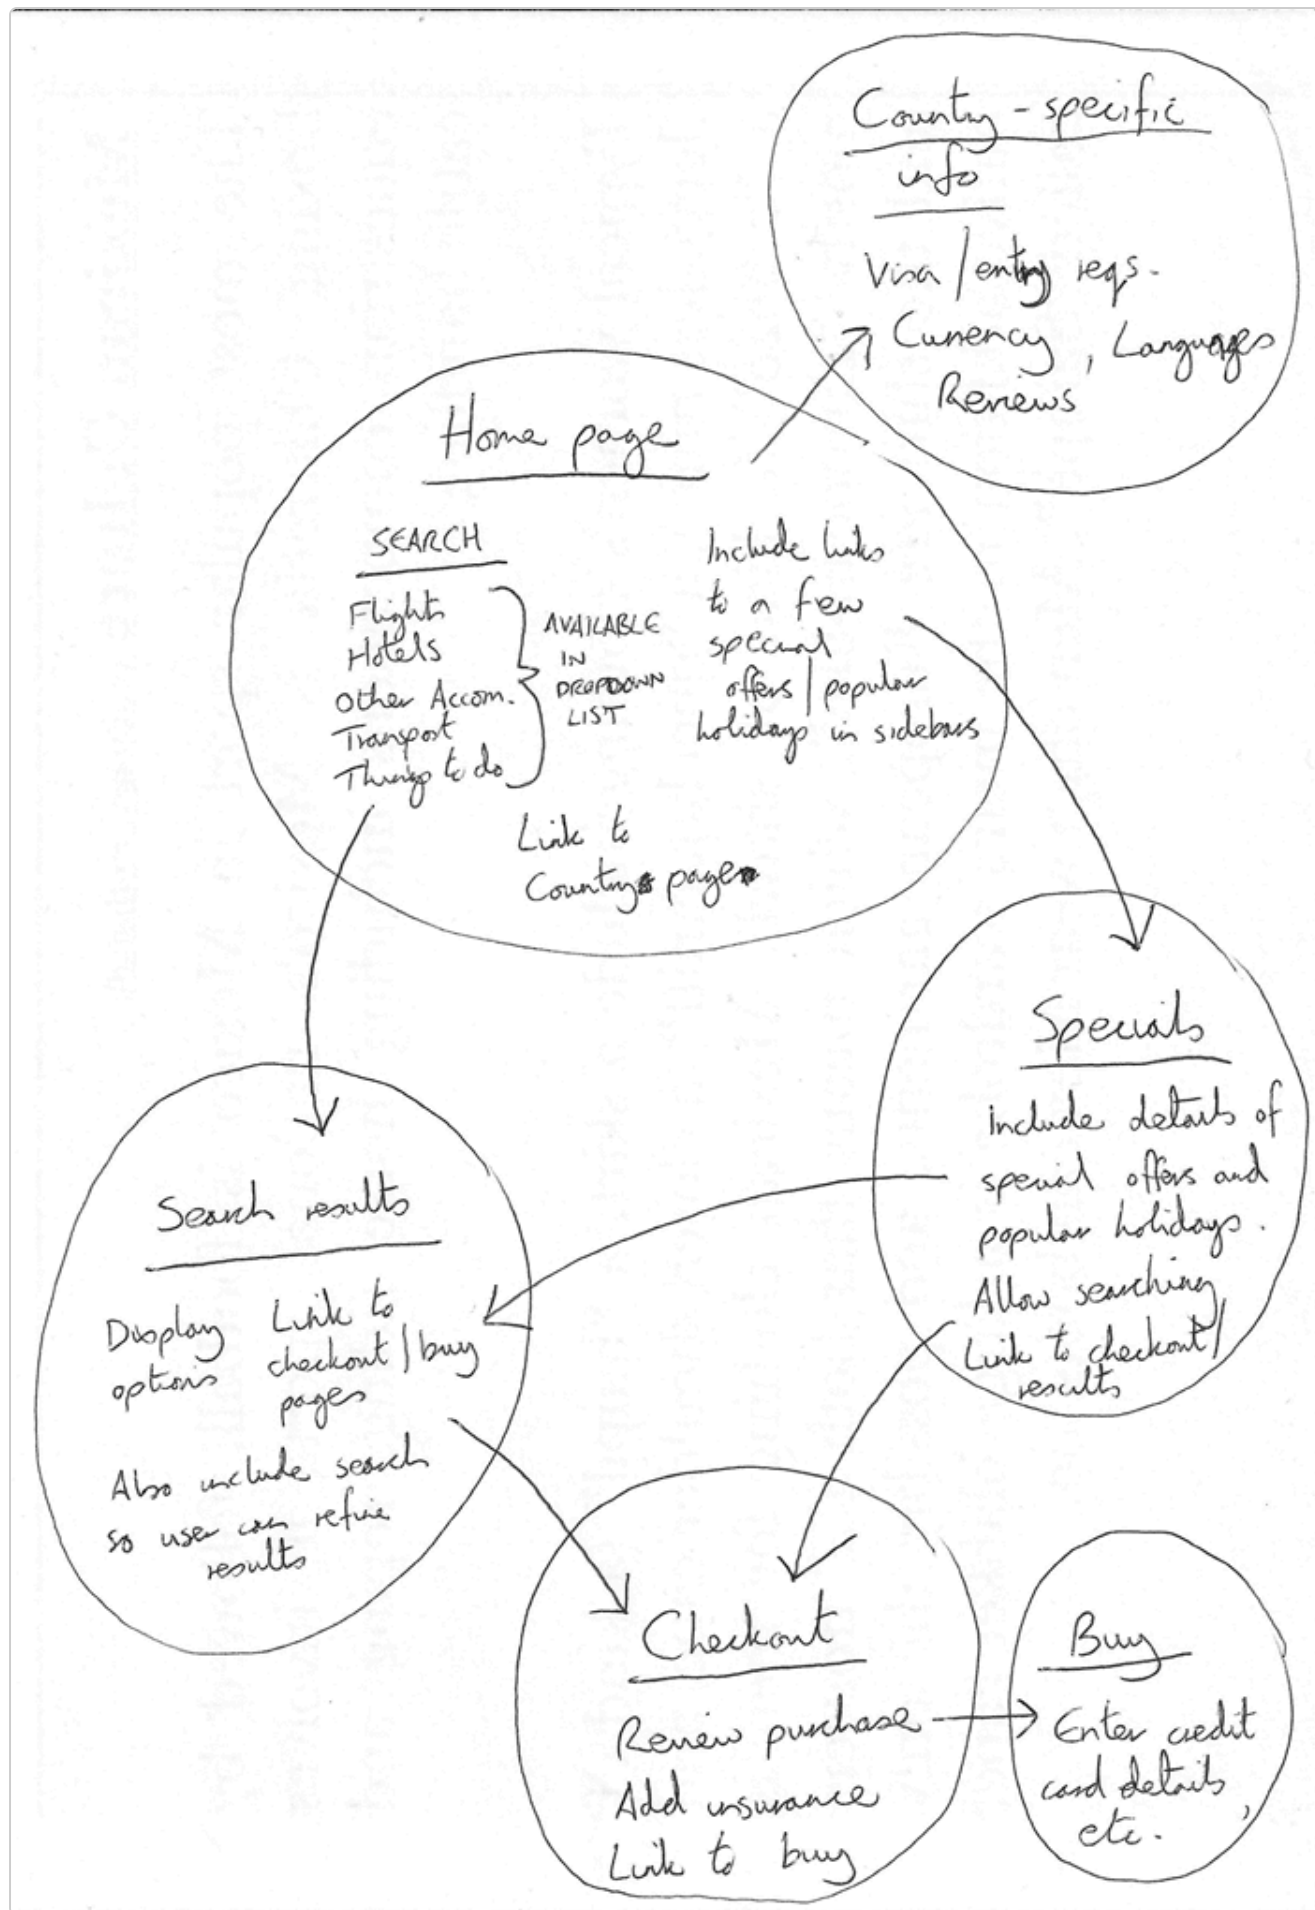 Country-specific
info
Visa/entry reqs.
Currency, Languages
Reviews
Home page
SEARCH
Flights
Hotels
Other Accom.
Transport
Things to do
AVAILABLE
IN
DROPDOWN
LIST
Include links
to a few
special
offers/popular
holidays in sidebars
Link to
Country page
Specials
Include details of
special offers and
popular holidays.
Allow searching
Link to checkout/
results
Search results
Display
options
Link to
checkout/buy
pages
Also include search
so user can refine
results
Checkout
Review purchase
Add insurance
Link to buy
Buy
Enter credit
card details,
etc.